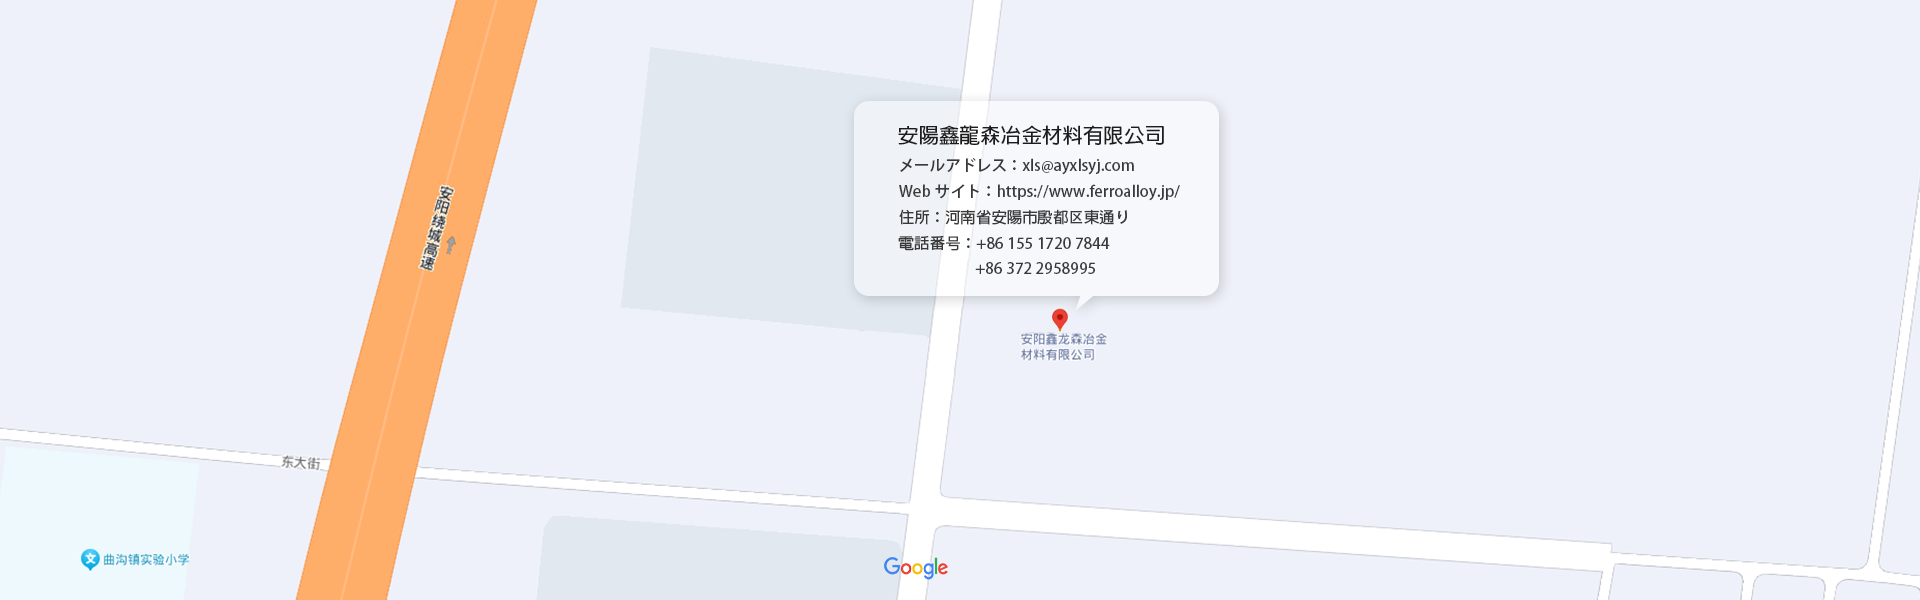 安陽鑫龍森冶金材料有限公司
メールアドレス：xls@ayxlsyj.com
Web サイト：https://www.ferroalloy.jp/
住所：河南省安陽市殷都区東通り
電話番号：+86 155 1720 7844
+86 372 2958995
安阳绕城高速
安阳鑫龙森冶金
材料有限公司
东大街
文 曲沟镇实验小学
Google